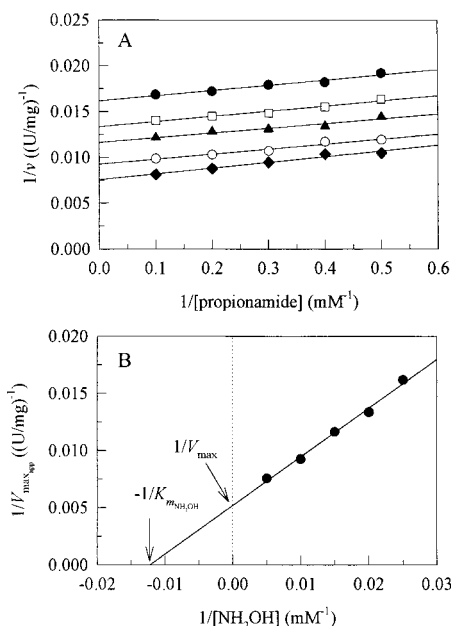 A
0.025
0.020
0.015
0.010
0.005
0.000
1/v ((U/mg)⁻¹)
0.0 0.1 0.2 0.3 0.4 0.5 0.6
1/[propionamide] (mM⁻¹)
B
0.020
0.015
0.010
0.005
0.000
1/Vmaxapp ((U/mg)⁻¹)
1/Vmax
-1/KmNH₂OH
-0.02 -0.01 0.00 0.01 0.02 0.03
1/[NH₂OH] (mM⁻¹)